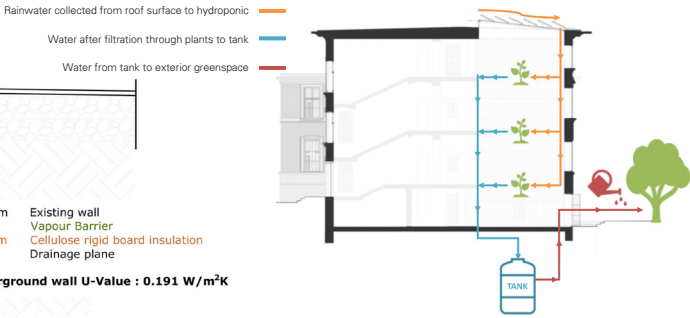 Rainwater collected from roof surface to hydroponic
Water after filtration through plants to tank
Water from tank to exterior greenspace
m Existing wall
Vapour Barrier
m Cellulose rigid board insulation
Drainage plane
rground wall U-Value : 0.191 W/m²K
TANK